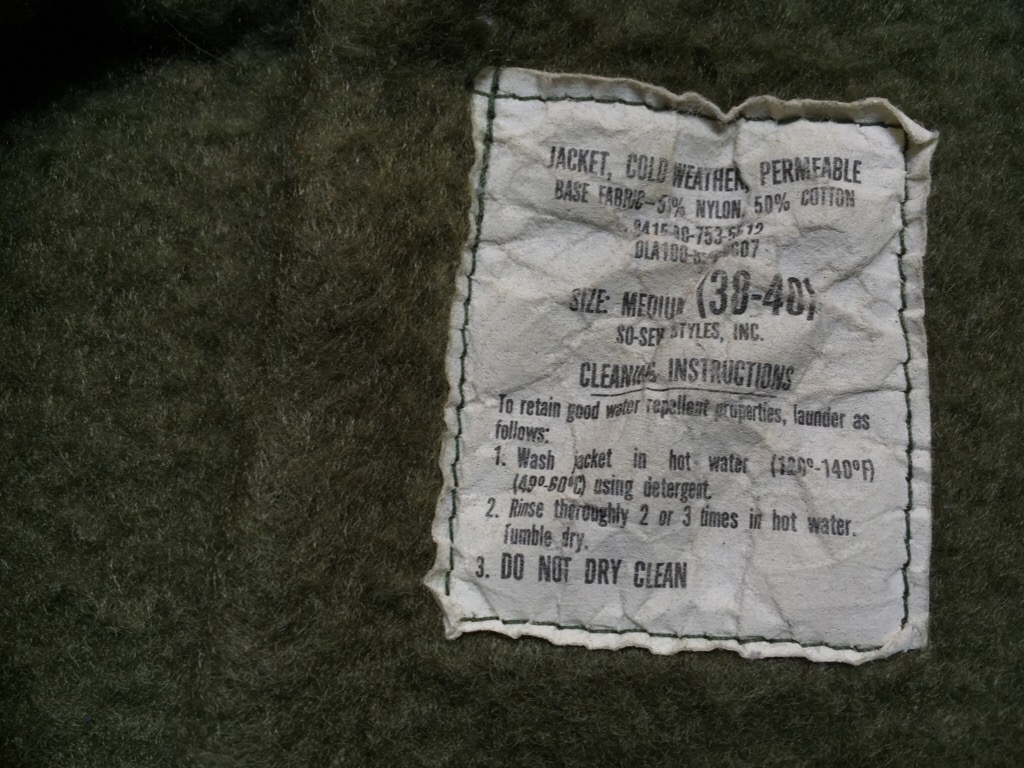 JACKET, COLD WEATHER, PERMEABLE
BASE FABRIC— NYLON, 50% COTTON
SIZE: MEDIUM (38-40)
SO-SEW STYLES, INC.
CLEANING INSTRUCTIONS
To retain good water repellent properties, launder as
follows:
1. Wash jacket in hot water (120°-140°F)
(49°-60°C) using detergent.
2. Rinse thoroughly 2 or 3 times in hot water.
Tumble dry.
3. DO NOT DRY CLEAN